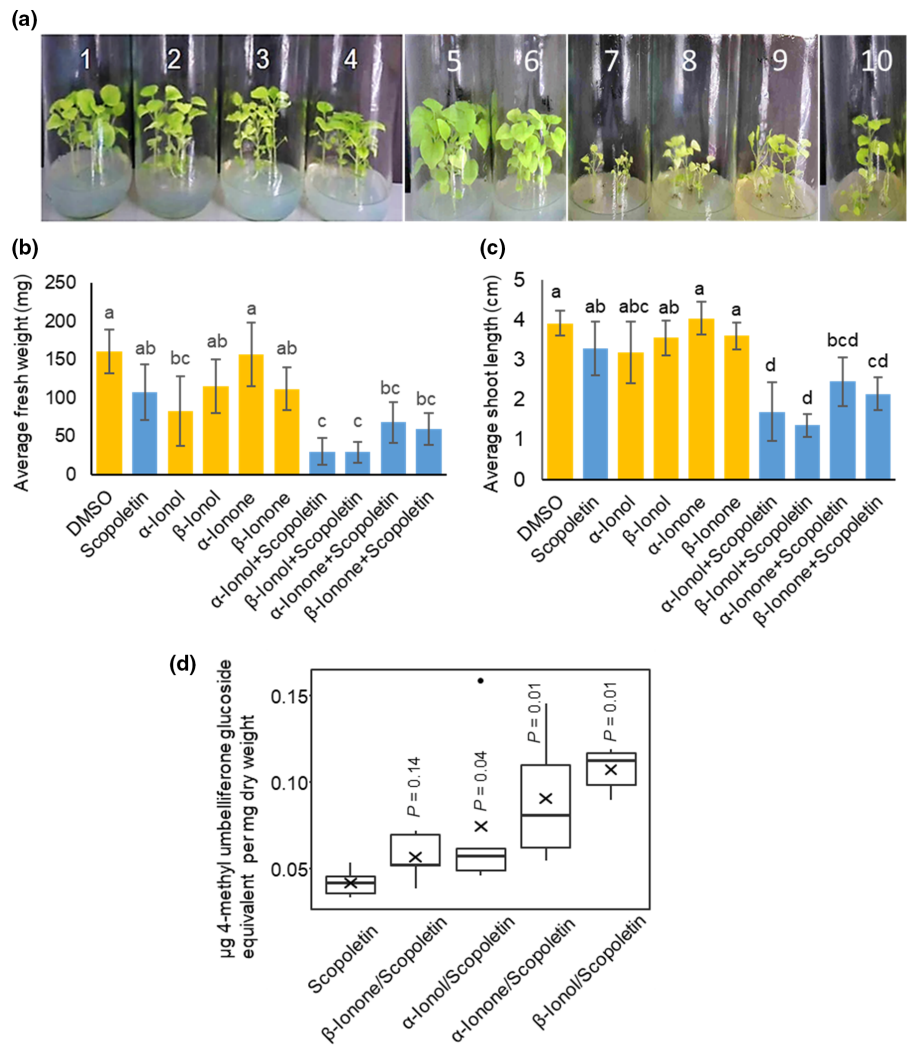 (a)
1 2 3 4 5 6 7 8 9 10
(b)
Average fresh weight (mg)
250
200
150
100
50
0
a
ab
bc
ab
a
ab
c
c
bc
bc
DMSO
Scopoletin
α-Ionol
β-Ionol
α-Ionone
β-Ionone
α-Ionol+Scopoletin
β-Ionol+Scopoletin
α-Ionone+Scopoletin
β-Ionone+Scopoletin
(c)
Average shoot length (cm)
5
4
3
2
1
0
a
ab
abc
ab
a
a
d
d
bcd
cd
DMSO
Scopoletin
α-Ionol
β-Ionol
α-Ionone
β-Ionone
α-Ionol+Scopoletin
β-Ionol+Scopoletin
α-Ionone+Scopoletin
β-Ionone+Scopoletin
(d)
μg 4-methyl umbelliferone glucoside
equivalent per mg dry weight
0.15
0.10
0.05
P = 0.14
P = 0.04
P = 0.01
P = 0.01
Scopoletin
β-Ionone/Scopoletin
α-Ionol/Scopoletin
α-Ionone/Scopoletin
β-Ionol/Scopoletin